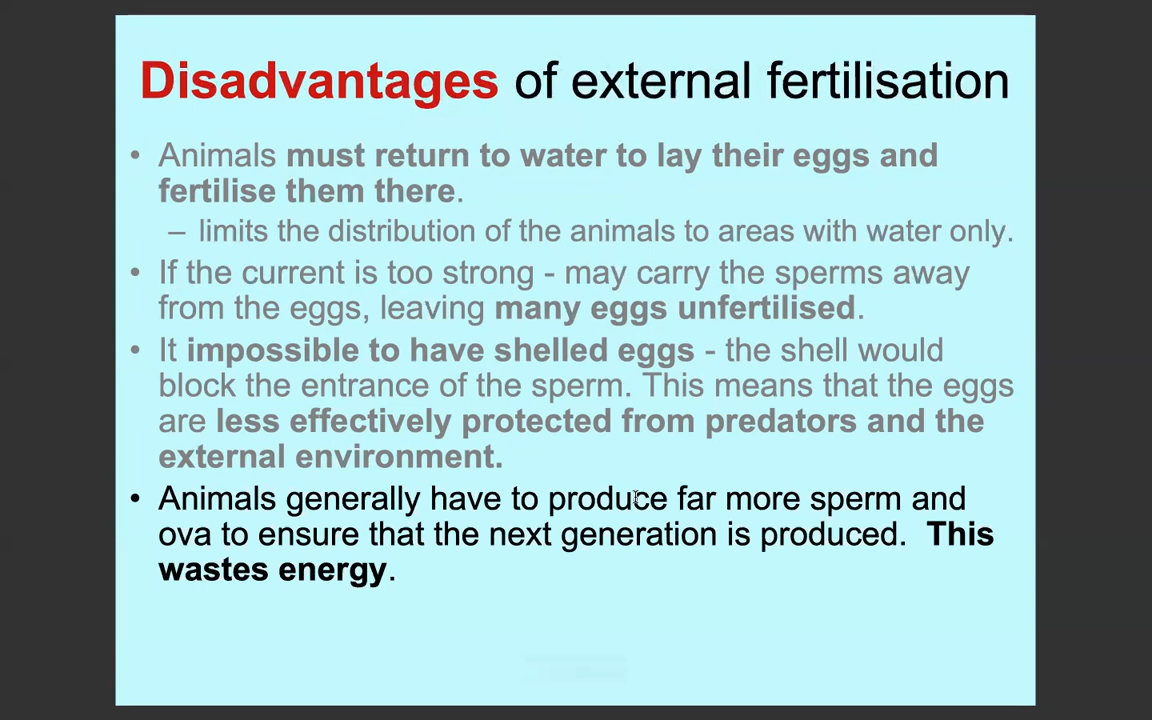 Disadvantages of external fertilisation
• Animals must return to water to lay their eggs and
fertilise them there.
– limits the distribution of the animals to areas with water only.
• If the current is too strong - may carry the sperms away
from the eggs, leaving many eggs unfertilised.
• It impossible to have shelled eggs - the shell would
block the entrance of the sperm. This means that the eggs
are less effectively protected from predators and the
external environment.
• Animals generally have to produce far more sperm and
ova to ensure that the next generation is produced. This
wastes energy.